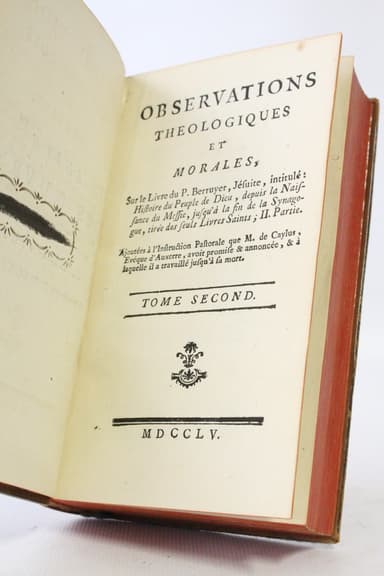 OBSERVATIONS
THEOLOGIQUES
ET
MORALES,
Sur le Livre du P. Berruyer, Jésuite, intitulé:
Histoire du Peuple de Dieu, depuis la Naiſ-
ſance du Meſſie, juſqu'à la fin de la Synago-
gue, tirée des ſeuls Livres Saints; II. Partie.
Ajoutées à l'Inſtruction Paſtorale que M. de Caylus,
Evêque d'Auxerre, avoit promiſe & annoncée, & à
laquelle il a travaillé juſqu'à ſa mort.
TOME SECOND.
MDCCLV.